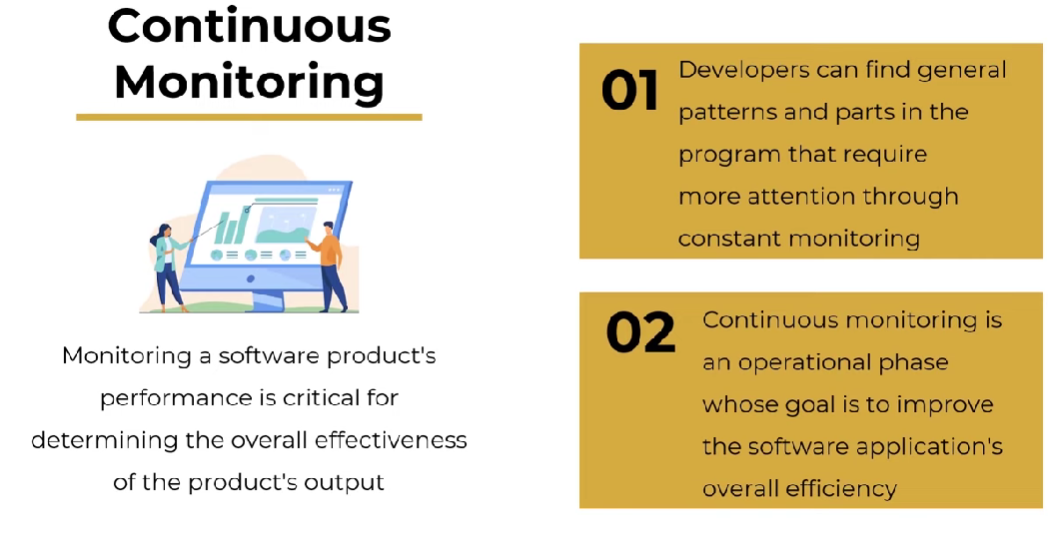 Continuous
Monitoring
Monitoring a software product's
performance is critical for
determining the overall effectiveness
of the product's output
01
Developers can find general
patterns and parts in the
program that require
more attention through
constant monitoring
02
Continuous monitoring is
an operational phase
whose goal is to improve
the software application's
overall efficiency